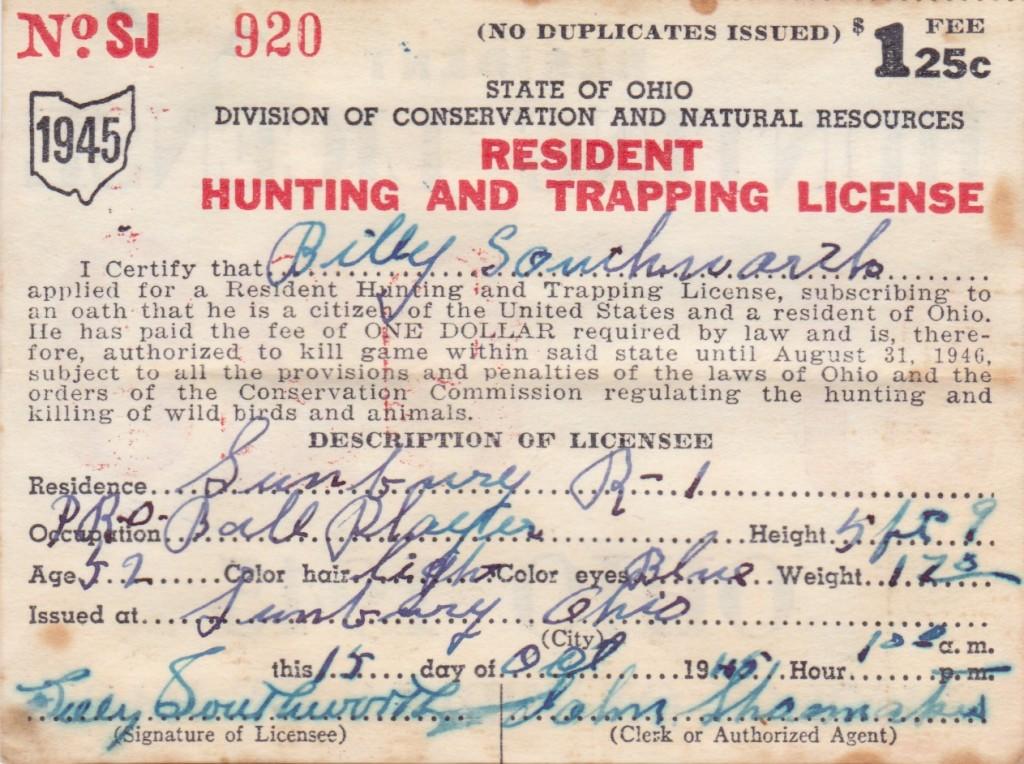 No SJ 920 (NO DUPLICATES ISSUED) $1 25c FEE
STATE OF OHIO
1945 DIVISION OF CONSERVATION AND NATURAL RESOURCES
RESIDENT
HUNTING AND TRAPPING LICENSE
I Certify that Billy Southworth
applied for a Resident Hunting and Trapping License, subscribing to
an oath that he is a citizen of the United States and a resident of Ohio.
He has paid the fee of ONE DOLLAR required by law and is, there-
fore, authorized to kill game within said state until August 31, 1946,
subject to all the provisions and penalties of the laws of Ohio and the
orders of the Conservation Commission regulating the hunting and
killing of wild birds and animals.
DESCRIPTION OF LICENSEE
Residence Sunbury R-1
Occupation PRO- Ball Player Height 5 ft 9
Age 52 Color hair Light Color eyes Blue Weight 175
Issued at Sunbury Ohio
(City)
this 15 day of Oct 1945 Hour 1 00 a.m. p.m.
Billy Southworth John
(Signature of Licensee) (Clerk or Authorized Agent)